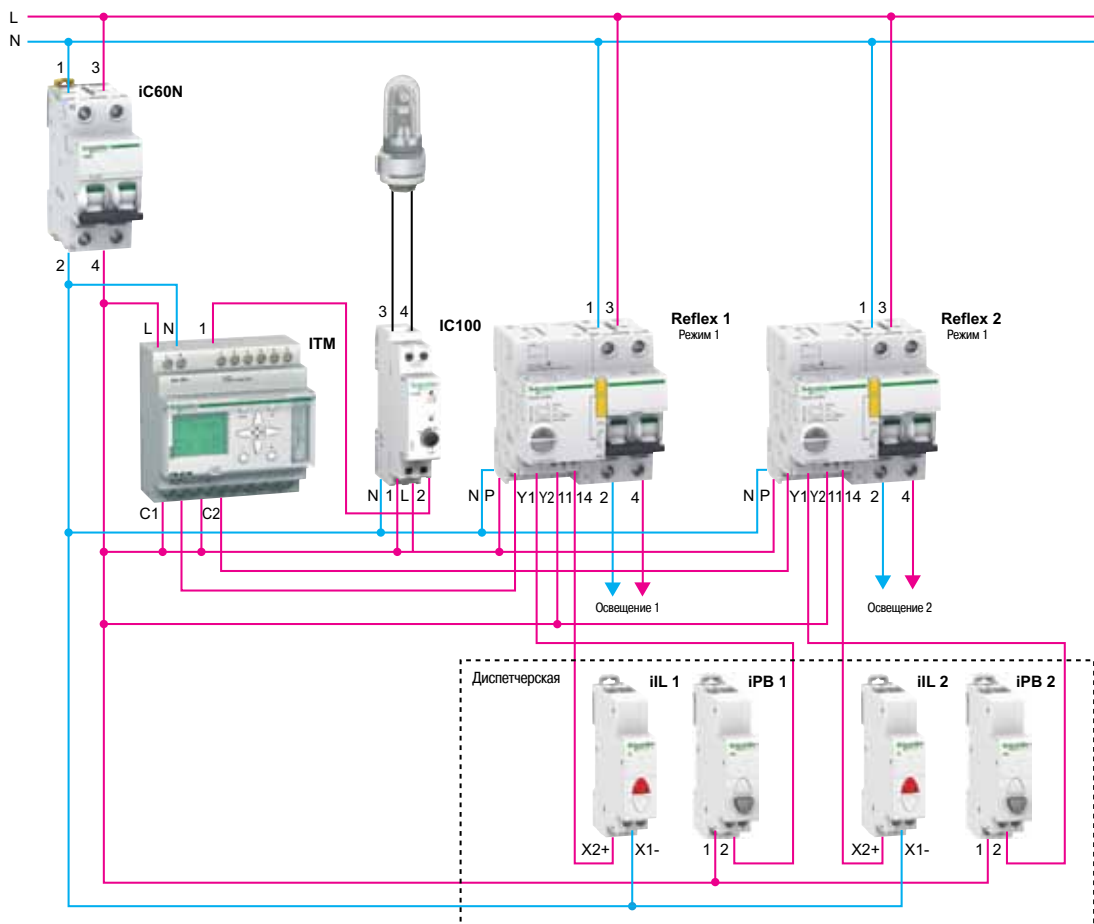 L
N
1 3
iC60N
2 4
L N 1
ITM
3 4
IC100
1 3
Reflex 1
Режим 1
1 3
Reflex 2
Режим 1
C1 C2
N 1 L 2
N P Y1 Y2 11 14 2 4
N P Y1 Y2 11 14 2 4
Освещение 1
Освещение 2
Диспетчерская
iIL 1
iPB 1
iIL 2
iPB 2
X2+ X1-
1 2
X2+ X1-
1 2